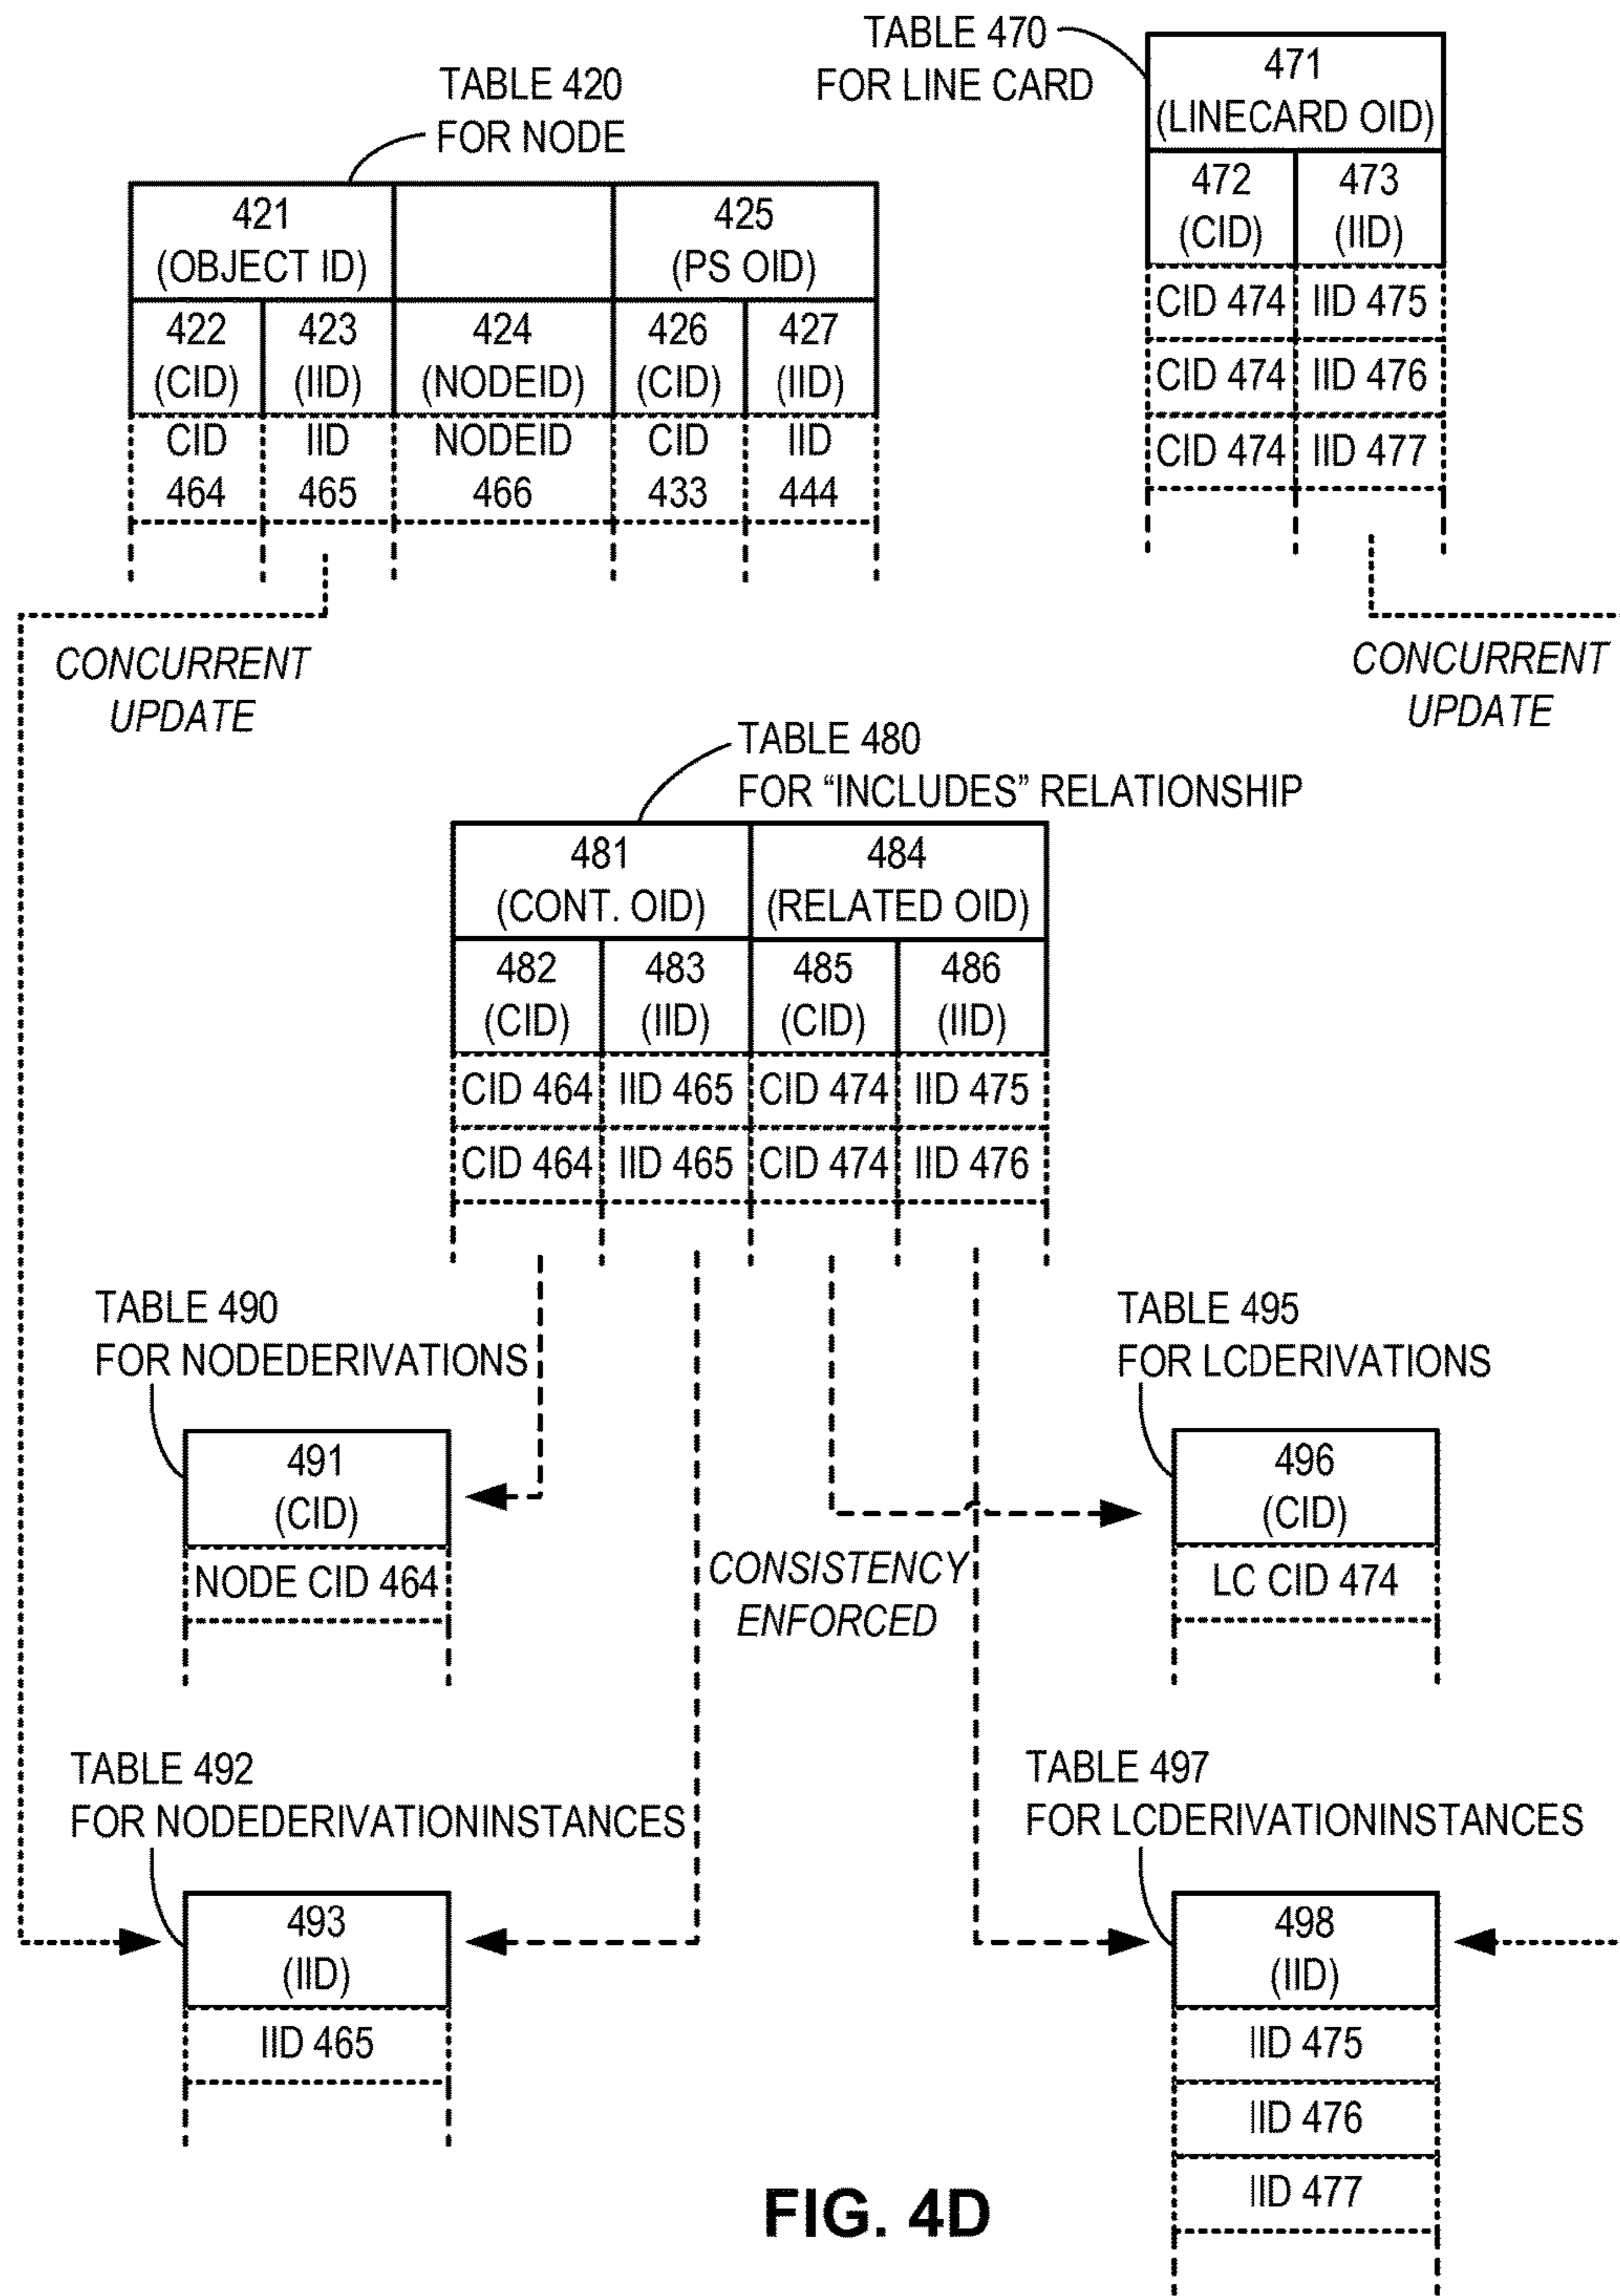 TABLE 470
FOR LINE CARD
TABLE 420
FOR NODE
471
(LINECARD OID)
472
(CID)
473
(IID)
CID 474 IID 475
CID 474 IID 476
CID 474 IID 477
421
(OBJECT ID)
425
(PS OID)
422
(CID)
423
(IID)
424
(NODEID)
426
(CID)
427
(IID)
CID
464
IID
465
NODEID
466
CID
433
IID
444
CONCURRENT
UPDATE
CONCURRENT
UPDATE
TABLE 480
FOR “INCLUDES” RELATIONSHIP
481
(CONT. OID)
484
(RELATED OID)
482
(CID)
483
(IID)
485
(CID)
486
(IID)
CID 464 IID 465 CID 474 IID 475
CID 464 IID 465 CID 474 IID 476
TABLE 490
FOR NODEDERIVATIONS
491
(CID)
NODE CID 464
TABLE 495
FOR LCDERIVATIONS
496
(CID)
LC CID 474
CONSISTENCY
ENFORCED
TABLE 492
FOR NODEDERIVATIONINSTANCES
493
(IID)
IID 465
TABLE 497
FOR LCDERIVATIONINSTANCES
498
(IID)
IID 475
IID 476
IID 477
FIG. 4D